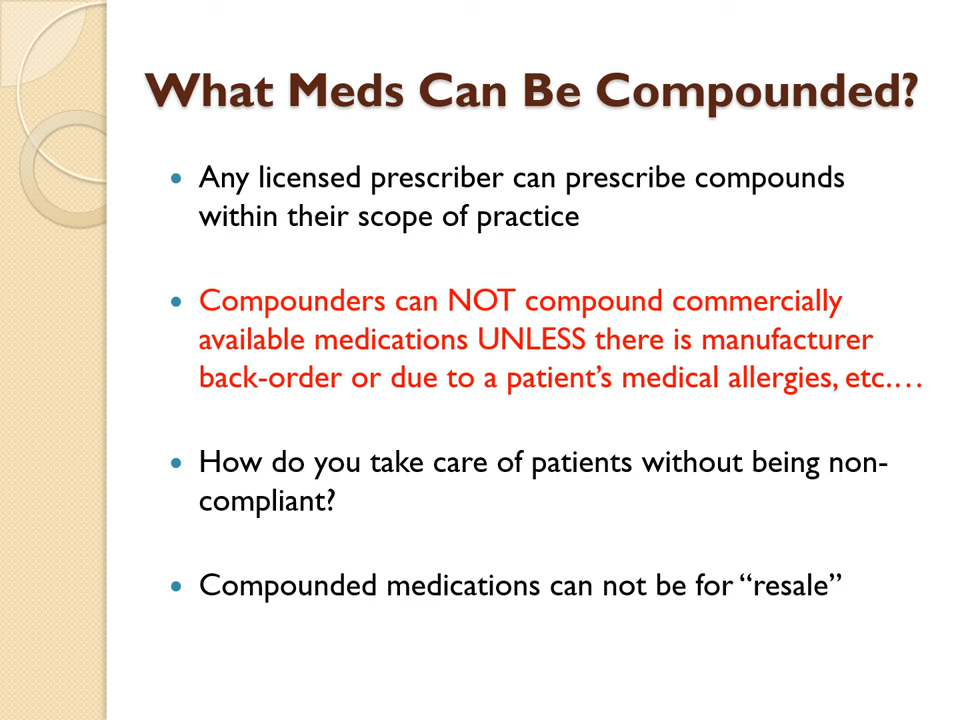 What Meds Can Be Compounded?
• Any licensed prescriber can prescribe compounds
within their scope of practice
• Compounders can NOT compound commercially
available medications UNLESS there is manufacturer
back-order or due to a patient’s medical allergies, etc.…
• How do you take care of patients without being non-
compliant?
• Compounded medications can not be for “resale”